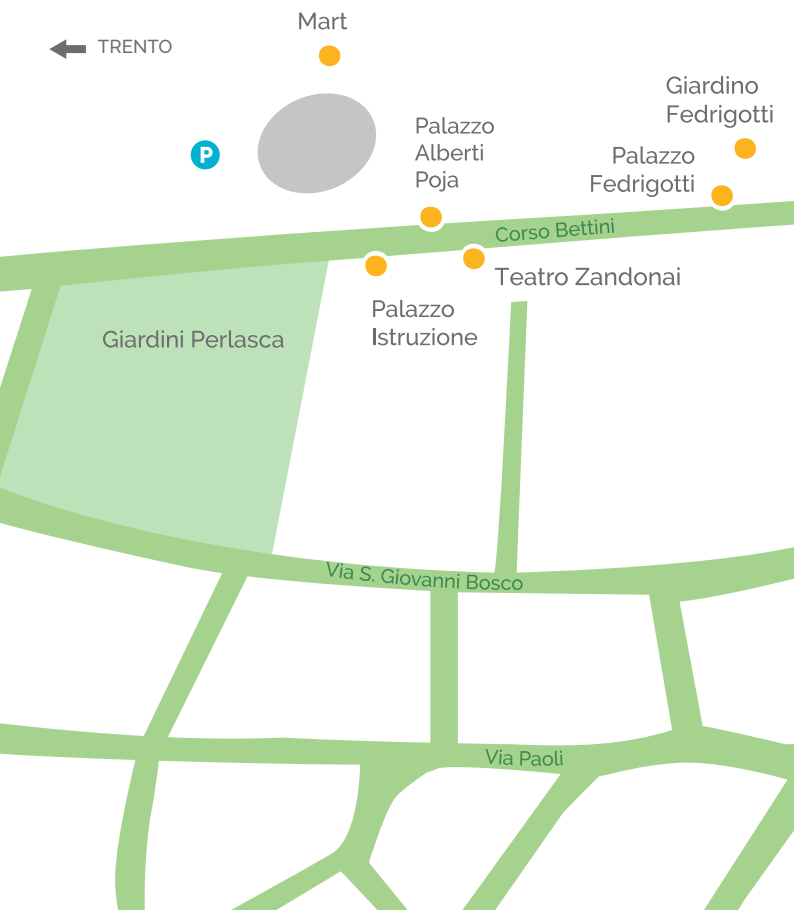 Mart
TRENTO
Giardino
Fedrigotti
Palazzo
Alberti
Poja
Palazzo
Fedrigotti
P
Corso Bettini
Teatro Zandonai
Palazzo
Istruzione
Giardini Perlasca
Via S. Giovanni Bosco
Via Paoli